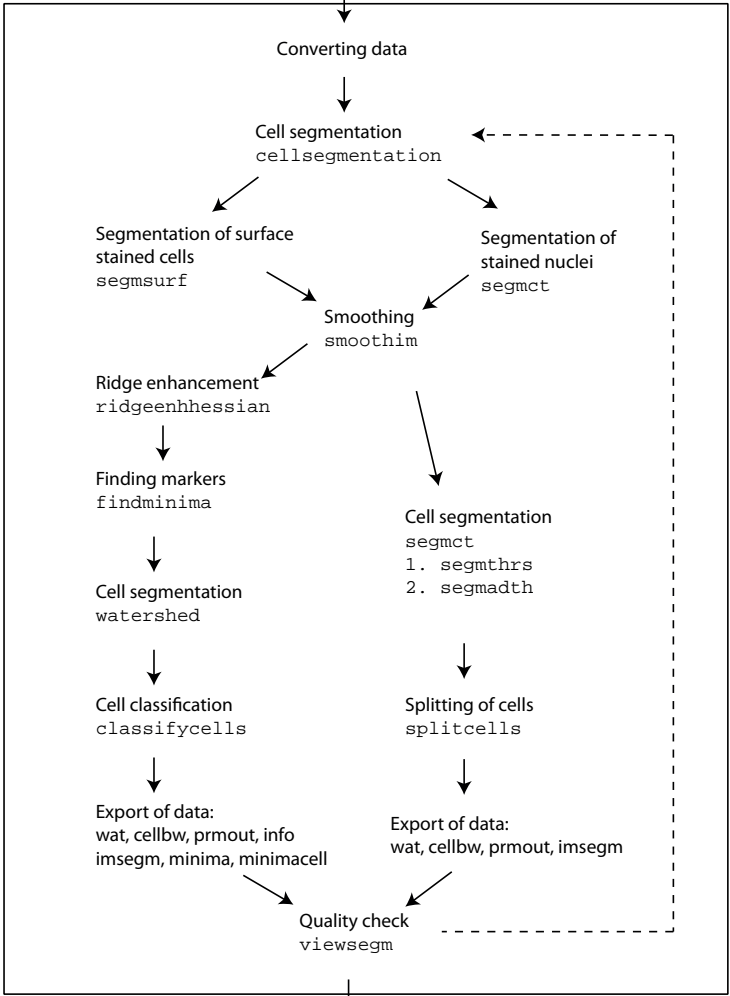 Converting data
Cell segmentation
cellsegmentation
Segmentation of surface
stained cells
segmsurf
Segmentation of
stained nuclei
segmct
Smoothing
smoothim
Ridge enhancement
ridgeenhhessian
Finding markers
findminima
Cell segmentation
watershed
Cell classification
classifycells
Export of data:
wat, cellbw, prmout, info
imsegm, minima, minimacell
Cell segmentation
segmct
1. segmthrs
2. segmadth
Splitting of cells
splitcells
Export of data:
wat, cellbw, prmout, imsegm
Quality check
viewsegm